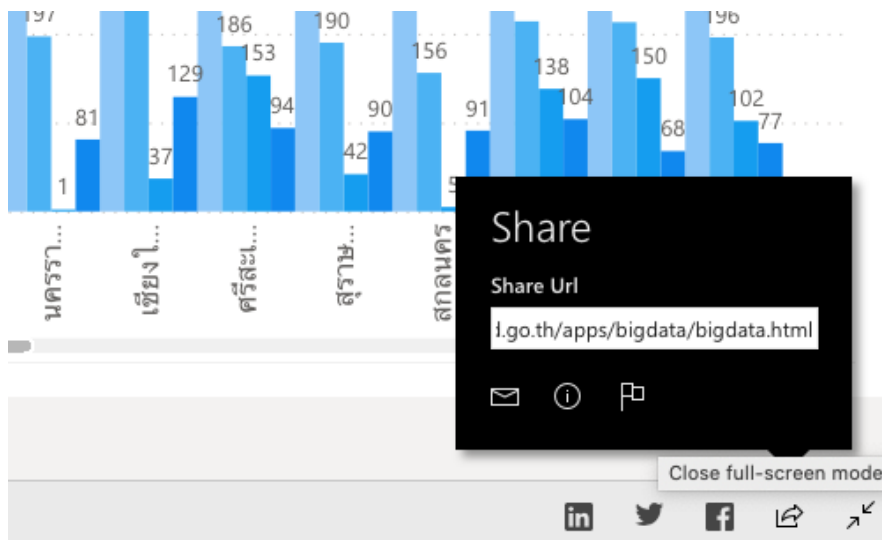 197
186
190
196
153
156
150
129
138
81
94
90
91
104
102
37
42
68
77
1
นครรา...
เชียงใ...
ศรีสะเ...
สุราษ...
สกลนคร
Share
Share Url
.go.th/apps/bigdata/bigdata.html
Close full-screen mode